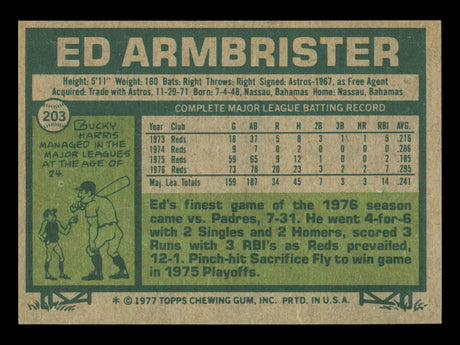 ED ARMBRISTER
Height: 5'11" Weight: 160 Bats: Right Throws: Right Signed: Astros-1967, as Free Agent
Acquired: Trade with Astros, 11-29-71 Born: 7-4-48, Nassau, Bahamas Home: Nassau, Bahamas
203
COMPLETE MAJOR LEAGUE BATTING RECORD
Year Club G AB R H 2B 3B HR RBI AVG.
1973 Reds 18 37 5 8 3 1 1 5 .216
1974 Reds 9 7 0 2 0 0 0 0 .286
1975 Reds 59 65 9 12 1 0 0 2 .185
1976 Reds 73 78 20 23 3 2 2 7 .295
Maj. Lea. Totals 159 187 34 45 7 3 3 14 .241
BUCKY
HARRIS
MANAGED IN THE
MAJOR LEAGUES
AT THE AGE OF
24.
Ed's finest game of the 1976 season
came vs. Padres, 7-31. He went 4-for-6
with 2 Singles and 2 Homers, scored 3
Runs with 3 RBI's as Reds prevailed,
12-1. Pinch-hit Sacrifice Fly to win game
in 1975 Playoffs.
* © 1977 TOPPS CHEWING GUM, INC. PRTD. IN U.S.A.